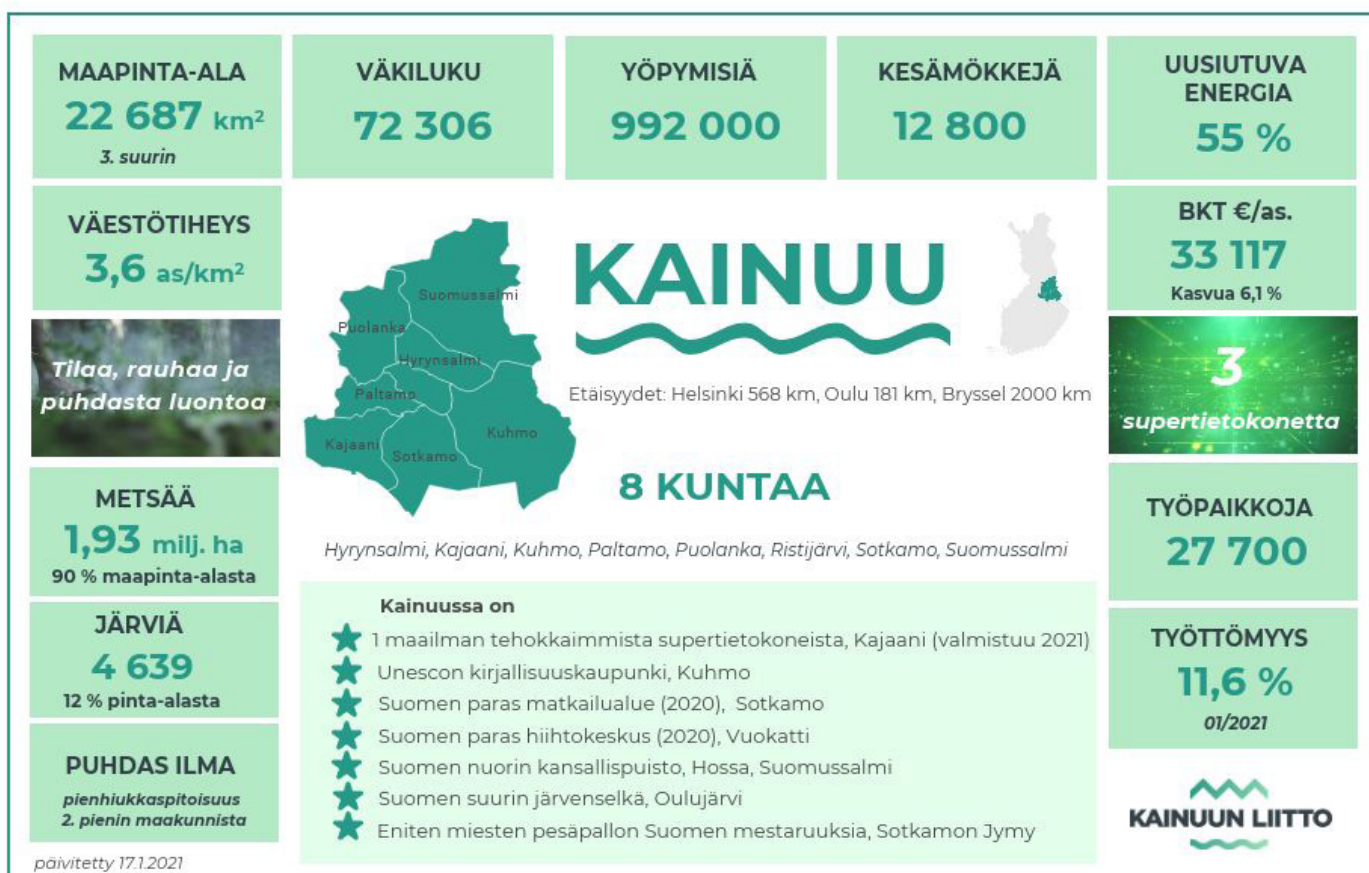 MAAPINTA-ALA
22 687 km²
3. suurin
VÄKILUKU
72 306
YÖPYMISIÄ
992 000
KESÄMÖKKEJÄ
12 800
UUSIUTUVA
ENERGIA
55 %
VÄESTÖTIHEYS
3,6 as/km²
Tilaa, rauhaa ja
puhdasta luontoa
METSÄÄ
1,93 milj. ha
90 % maapinta-alasta
JÄRVIÄ
4 639
12 % pinta-alasta
PUHDAS ILMA
pienhiukkaspitoisuus
2. pienin maakunnista
päivitetty 17.1.2021
Suomussalmi
Puolanka
Hyrynsalmi
Paltamo
Kuhmo
Kajaani
Sotkamo
KAINUU
Etäisyydet: Helsinki 568 km, Oulu 181 km, Bryssel 2000 km
8 KUNTAA
Hyrynsalmi, Kajaani, Kuhmo, Paltamo, Puolanka, Ristijärvi, Sotkamo, Suomussalmi
Kainuussa on
1 maailman tehokkaimmista supertietokoneista, Kajaani (valmistuu 2021)
Unescon kirjallisuuskaupunki, Kuhmo
Suomen paras matkailualue (2020), Sotkamo
Suomen paras hiihtokeskus (2020), Vuokatti
Suomen nuorin kansallispuisto, Hossa, Suomussalmi
Suomen suurin järvenselkä, Oulujärvi
Eniten miesten pesäpallon Suomen mestaruuksia, Sotkamon Jymy
BKT €/as.
33 117
Kasvua 6,1 %
3
supertietokonetta
TYÖPAIKKOJA
27 700
TYÖTTÖMYYS
11,6 %
01/2021
KAINUUN LIITTO